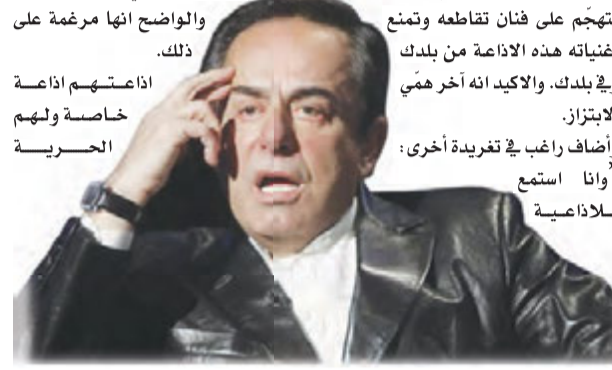 تهجّم على فنان تقاطعه وتمنع
غنياته هذه الاذاعة من بلدك
في بلدك. والاكيد انه آخر همّي
لابتزاز.
أضاف راغب في تغريدة أخرى:
وانا استمع
للاذاعية
والواضح انها مرغمة على
ذلك.
اذاعتهم اذاعة
خاصة ولهم
الحرية